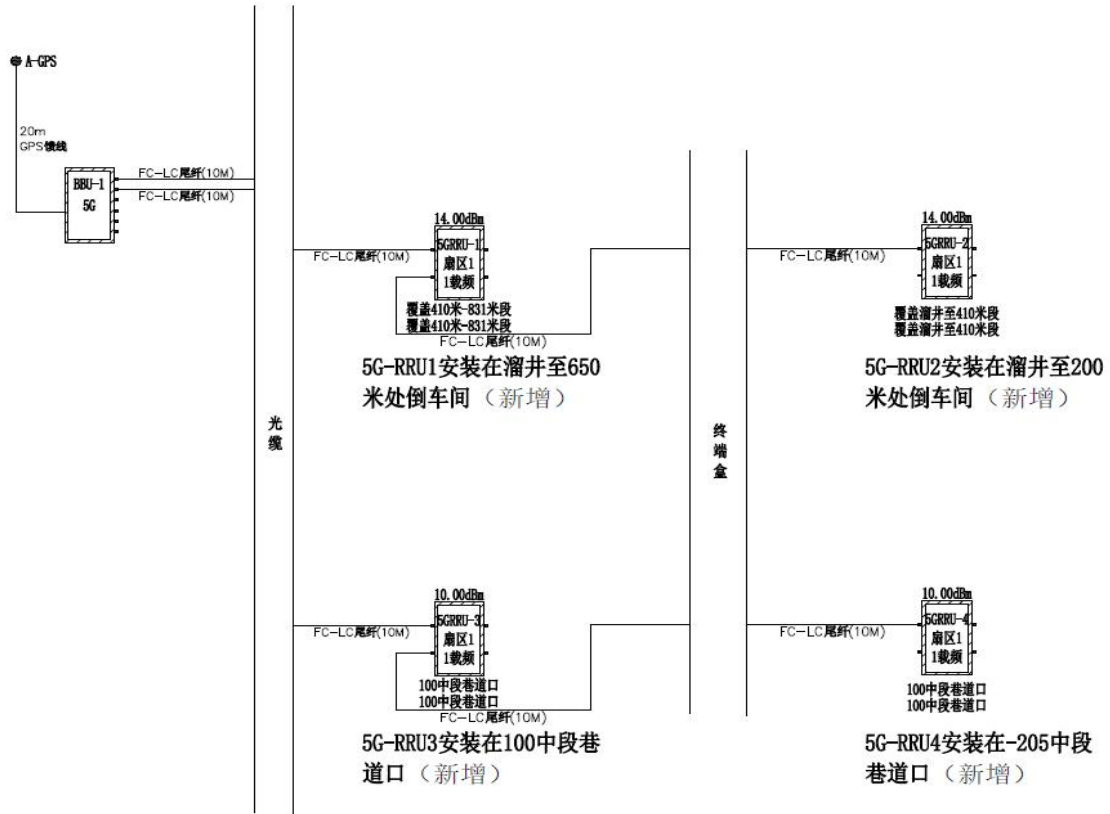 A-GPS
20m
GPS馈线
BBU-1
5G
FC-LC尾纤(10M)
FC-LC尾纤(10M)
光缆
14.00dBm
FC-LC尾纤(10M)
5GRRU-1
扇区1
1载频
覆盖410米-831米段
覆盖410米-831米段
FC-LC尾纤(10M)
5G-RRU1安装在溜井至650
米处倒车间（新增）
终端盒
14.00dBm
FC-LC尾纤(10M)
5GRRU-2
扇区1
1载频
覆盖溜井至410米段
覆盖溜井至410米段
5G-RRU2安装在溜井至200
米处倒车间（新增）
10.00dBm
FC-LC尾纤(10M)
5GRRU-3
扇区1
1载频
100中段巷道口
100中段巷道口
FC-LC尾纤(10M)
5G-RRU3安装在100中段巷
道口（新增）
10.00dBm
FC-LC尾纤(10M)
5GRRU-4
扇区1
1载频
100中段巷道口
100中段巷道口
5G-RRU4安装在-205中段
巷道口（新增）